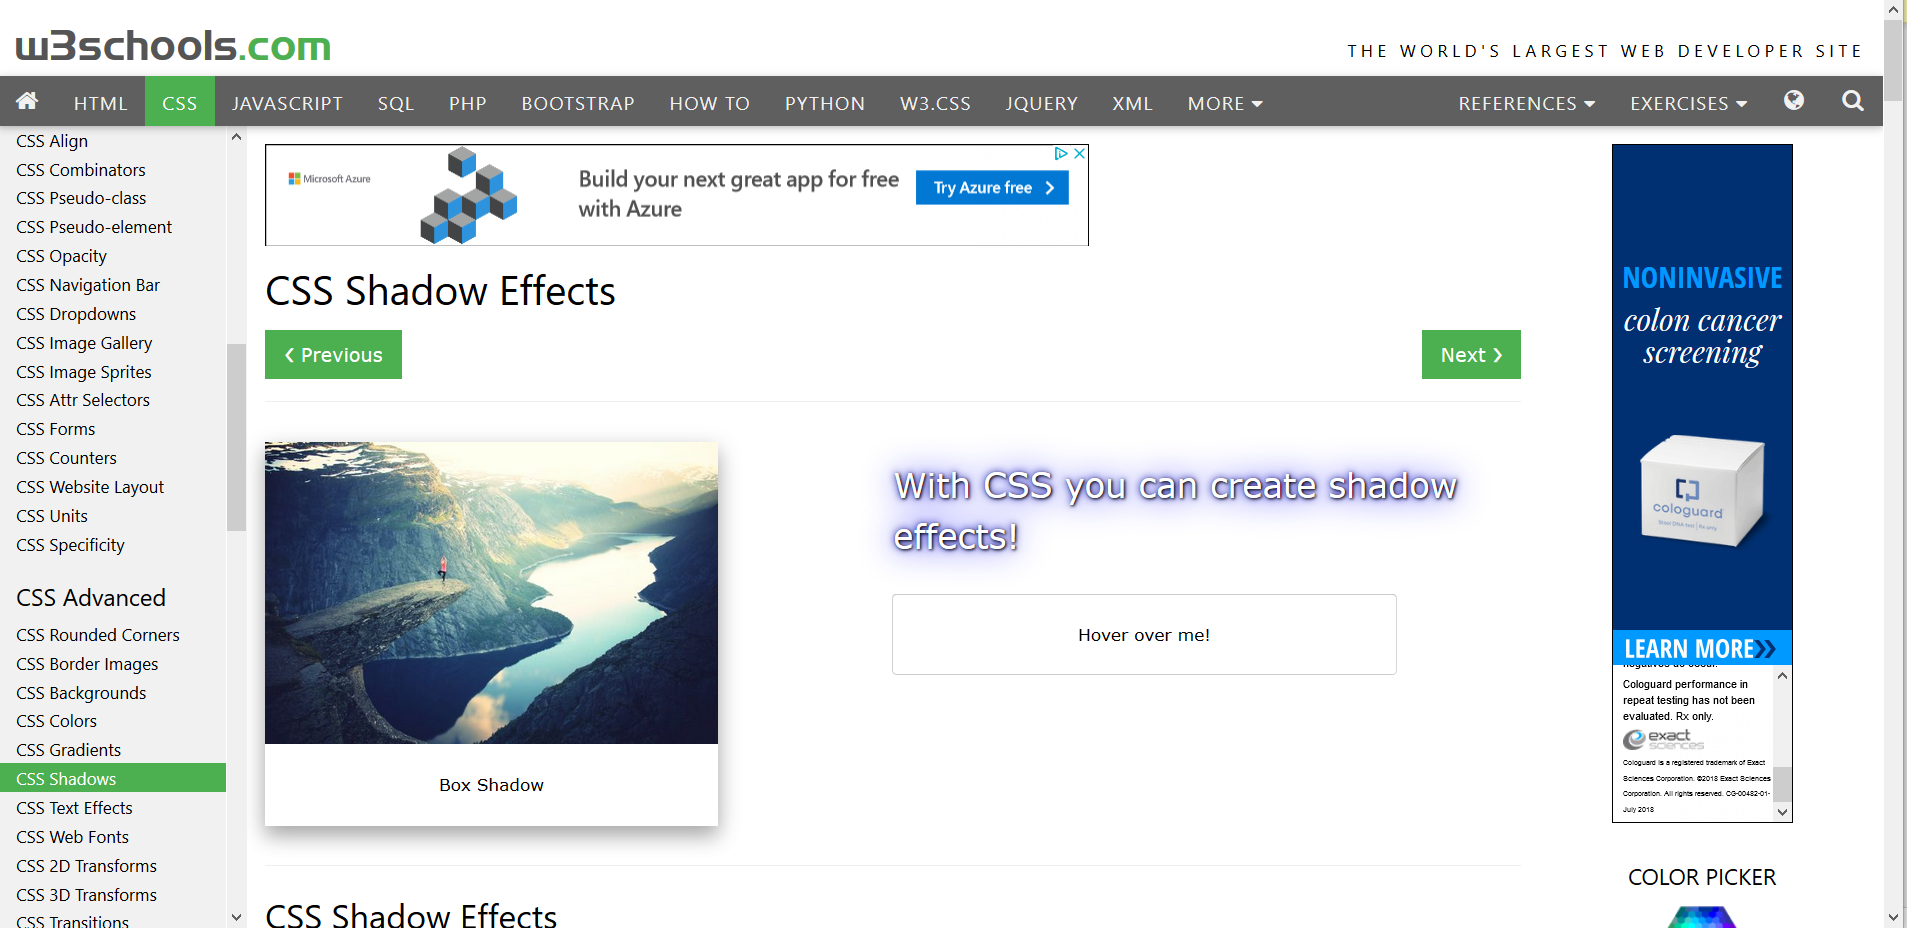 w3schools.com
THE WORLD'S LARGEST WEB DEVELOPER SITE
HTML CSS JAVASCRIPT SQL PHP BOOTSTRAP HOW TO PYTHON W3.CSS JQUERY XML MORE REFERENCES EXERCISES
CSS Align
CSS Combinators
CSS Pseudo-class
CSS Pseudo-element
CSS Opacity
CSS Navigation Bar
CSS Dropdowns
CSS Image Gallery
CSS Image Sprites
CSS Attr Selectors
CSS Forms
CSS Counters
CSS Website Layout
CSS Units
CSS Specificity
CSS Advanced
CSS Rounded Corners
CSS Border Images
CSS Backgrounds
CSS Colors
CSS Gradients
CSS Shadows
CSS Text Effects
CSS Web Fonts
CSS 2D Transforms
CSS 3D Transforms
CSS Transitions
Microsoft Azure
Build your next great app for free
with Azure
Try Azure free
CSS Shadow Effects
❮ Previous
Next ❯
With CSS you can create shadow
effects!
Hover over me!
Box Shadow
CSS Shadow Effects
NONINVASIVE
colon cancer
screening
cologuard
Stool DNA test | Rx only
LEARN MORE
negatives do occur.
Cologuard performance in
repeat testing has not been
evaluated. Rx only.
exact
sciences
Cologuard is a registered trademark of Exact
Sciences Corporation. ©2018 Exact Sciences
Corporation. All rights reserved. CG-00482-01-
July 2018
COLOR PICKER